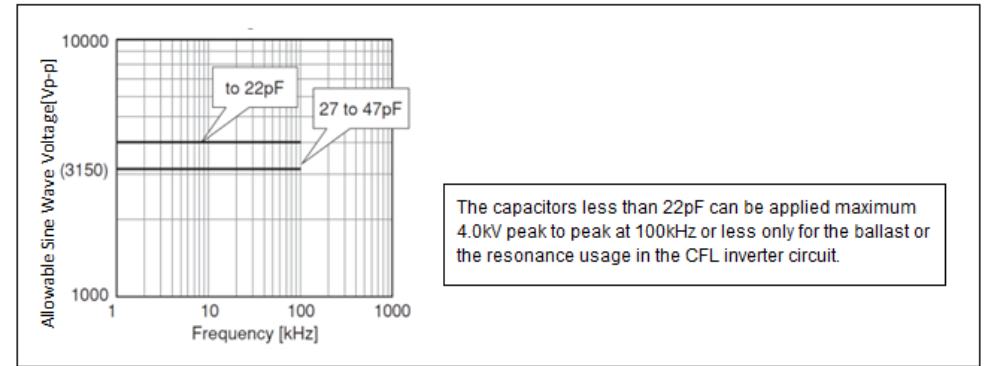 10000
Allowable Sine Wave Voltage[Vp-p]
to 22pF
27 to 47pF
(3150)
1000
1 10 100 1000
Frequency [kHz]
The capacitors less than 22pF can be applied maximum
4.0kV peak to peak at 100kHz or less only for the ballast or
the resonance usage in the CFL inverter circuit.